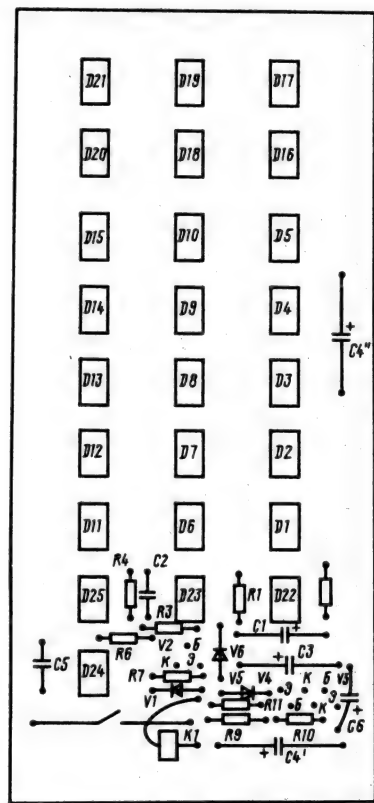 D21 D19 D17
D20 D18 D16
D15 D10 D5
D14 D9 D4
+ C4"
D13 D8 D3
D12 D7 D2
D11 D6 D1
R4 C2
D25 D23 R1 D22
R3 C1 +
R6 V2 Б
C5 D24 К Э V6 + C3
R7 V5 V4 К Б V3
V1 Э Э
R11 Б К + C6
R9 R10
K1 + C4'